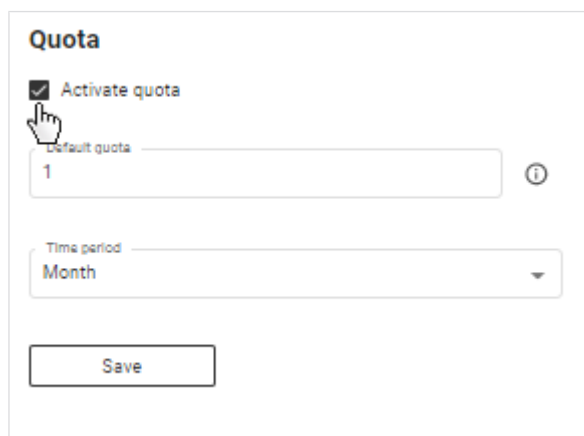 Quota
Activate quota
Default quota
1
Time period
Month
Save